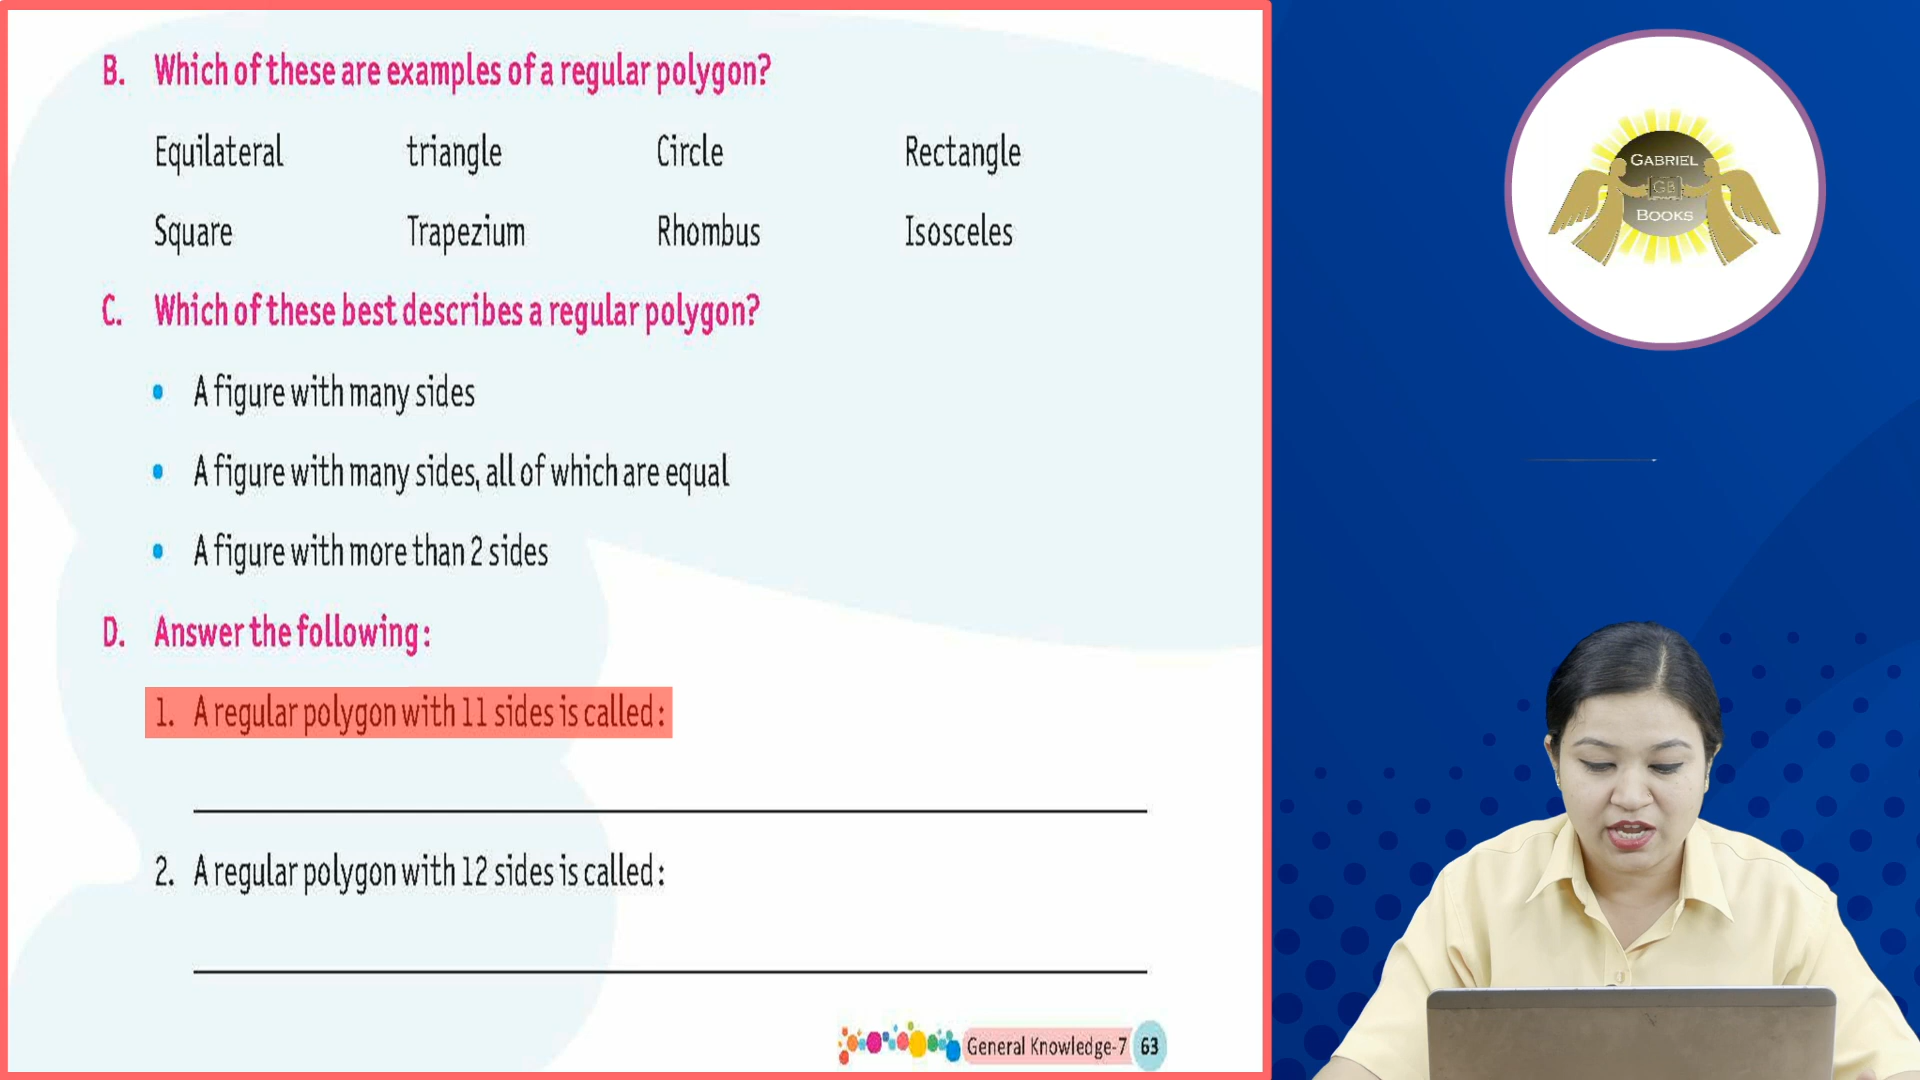 B. Which of these are examples of a regular polygon?
Equilateral triangle Circle Rectangle
Square Trapezium Rhombus Isosceles
C. Which of these best describes a regular polygon?
• A figure with many sides
• A figure with many sides, all of which are equal
• A figure with more than 2 sides
D. Answer the following:
1. A regular polygon with 11 sides is called:
2. A regular polygon with 12 sides is called:
General Knowledge-7 63
GABRIEL
GB
BOOKS